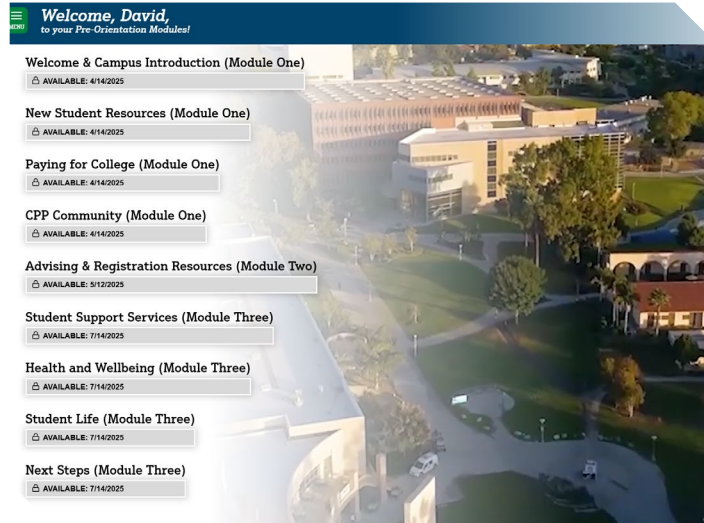 MENU
Welcome, David,
to your Pre-Orientation Modules!
Welcome & Campus Introduction (Module One)
AVAILABLE: 4/14/2025
New Student Resources (Module One)
AVAILABLE: 4/14/2025
Paying for College (Module One)
AVAILABLE: 4/14/2025
CPP Community (Module One)
AVAILABLE: 4/14/2025
Advising & Registration Resources (Module Two)
AVAILABLE: 5/12/2025
Student Support Services (Module Three)
AVAILABLE: 7/14/2025
Health and Wellbeing (Module Three)
AVAILABLE: 7/14/2025
Student Life (Module Three)
AVAILABLE: 7/14/2025
Next Steps (Module Three)
AVAILABLE: 7/14/2025